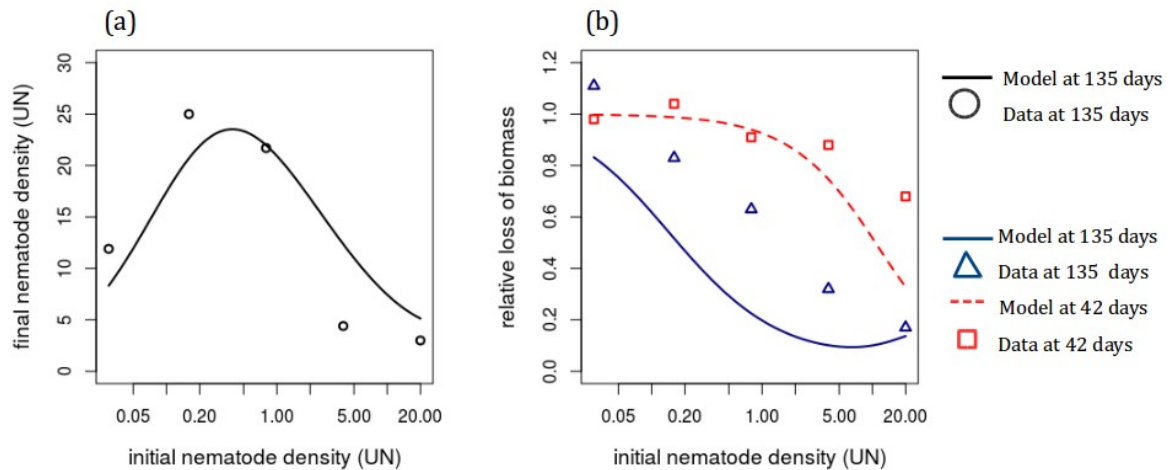 (a)
final nematode density (UN)
30
25
20
15
10
5
0
0.05 0.20 1.00 5.00 20.00
initial nematode density (UN)
(b)
relative loss of biomass
1.2
1.0
0.8
0.6
0.4
0.2
0.0
0.05 0.20 1.00 5.00 20.00
initial nematode density (UN)
Model at 135 days
Data at 135 days
Model at 135 days
Data at 135 days
Model at 42 days
Data at 42 days